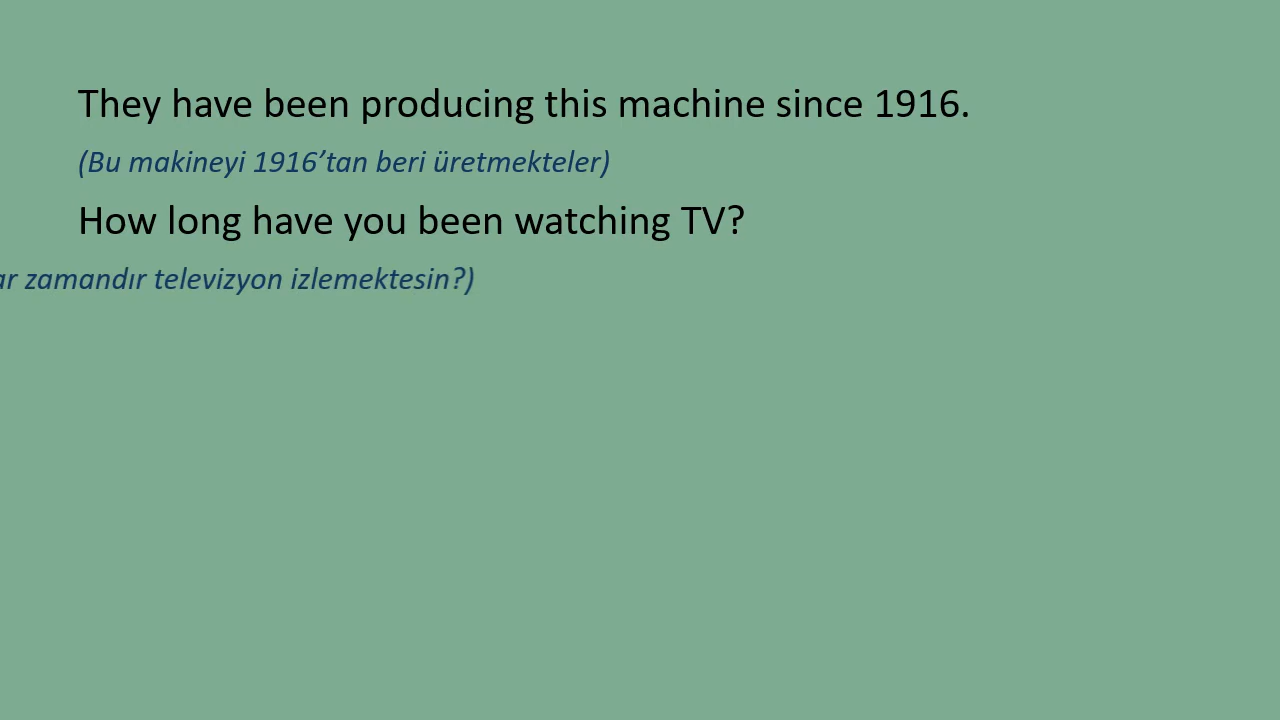 They have been producing this machine since 1916.
(Bu makineyi 1916’tan beri üretmekteler)
How long have you been watching TV?
zamandır televizyon izlemektesin?)